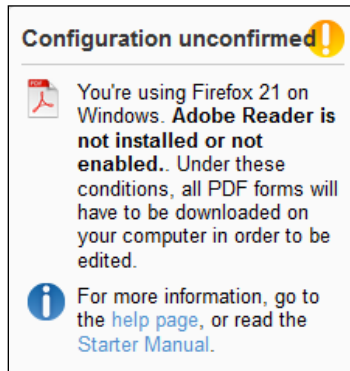 Configuration unconfirmed
PDF
You're using Firefox 21 on
Windows. Adobe Reader is
not installed or not
enabled.. Under these
conditions, all PDF forms will
have to be downloaded on
your computer in order to be
edited.
For more information, go to
the help page, or read the
Starter Manual.